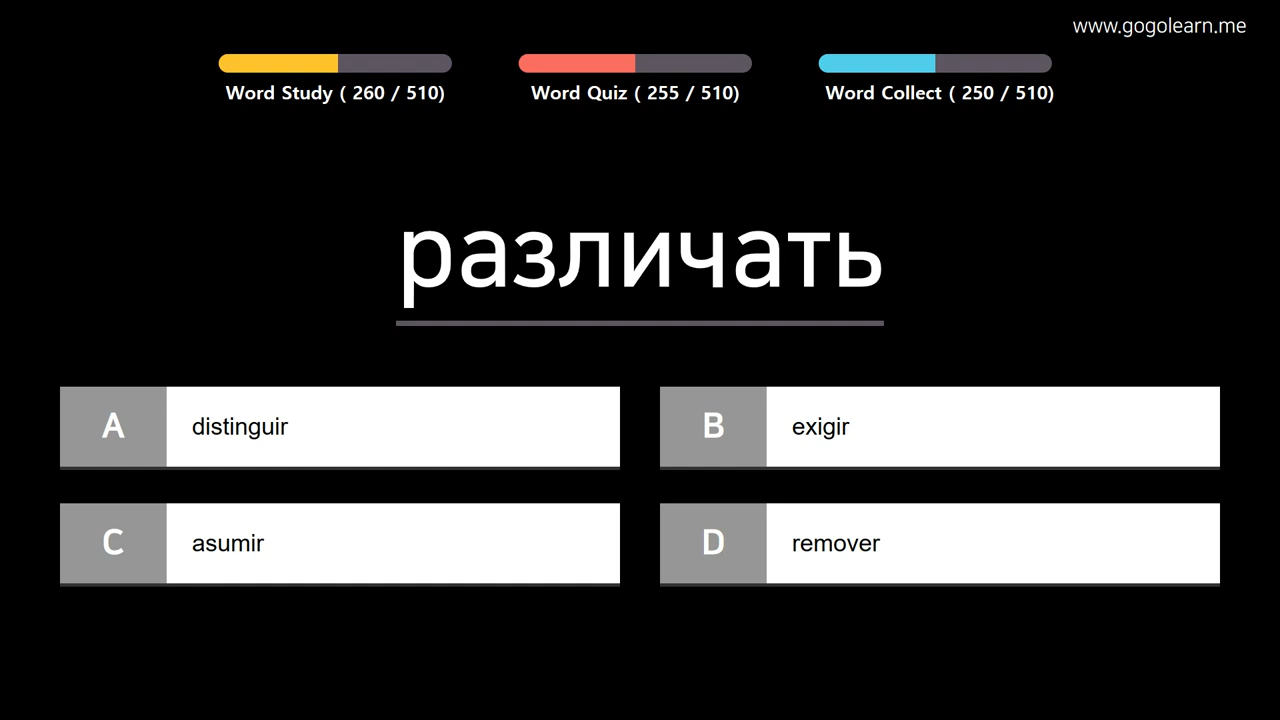 www.gogolearn.me
Word Study ( 260 / 510)
Word Quiz ( 255 / 510)
Word Collect ( 250 / 510)
различать
A distinguir
B exigir
C asumir
D remover